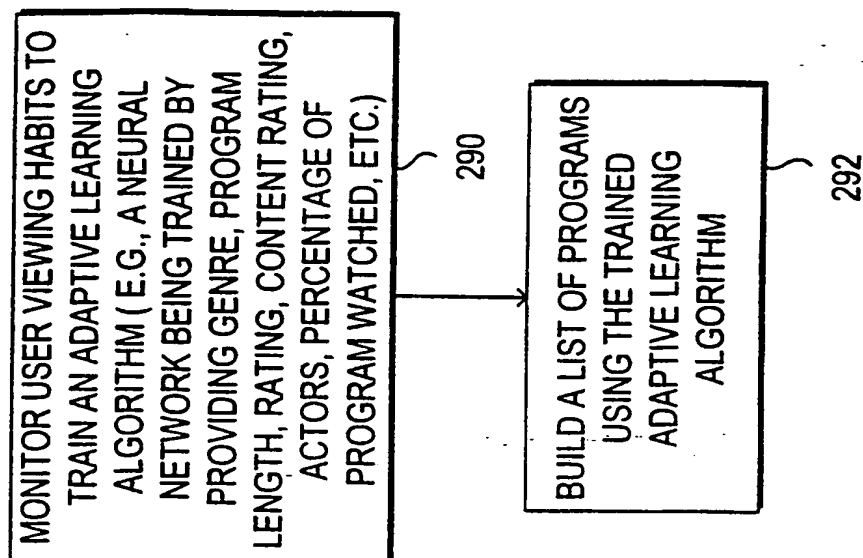 MONITOR USER VIEWING HABITS TO
TRAIN AN ADAPTIVE LEARNING
ALGORITHM ( E.G., A NEURAL
NETWORK BEING TRAINED BY
PROVIDING GENRE, PROGRAM
LENGTH, RATING, CONTENT RATING,
ACTORS, PERCENTAGE OF
PROGRAM WATCHED, ETC.)
290
BUILD A LIST OF PROGRAMS
USING THE TRAINED
ADAPTIVE LEARNING
ALGORITHM
292